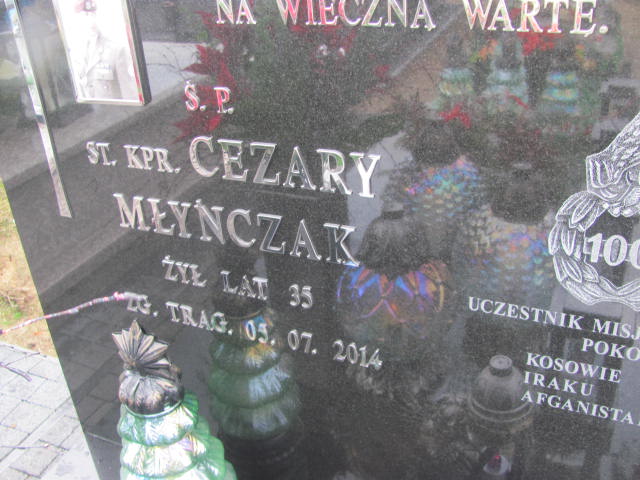 NA WIECZNĄ WARTĘ.
Ś. P.
ST. KPR. CEZARY
MŁYŃCZAK
ŻYŁ LAT 35
ZG. TRAG. 05. 07. 2014
100
UCZESTNIK
POKO
KOSOWIE
IRAKU
AFGANISTA